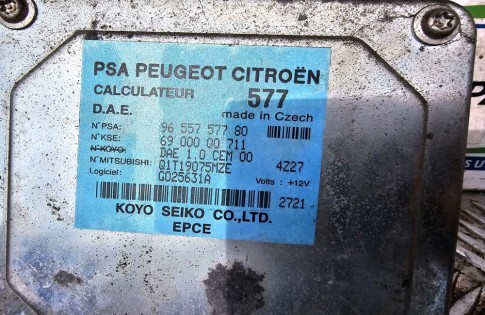 PSA PEUGEOT CITROËN
CALCULATEUR 577
D.A.E. made in Czech
N°PSA: 96 557 577 80
N°KSE: 69 000 00 711
N°KOYO: DAE 1.0 CEM 00
N°MITSUBISHI: Q1T19075MZE 4Z27
Logiciel: G025631A Volts : +12V
2721
KOYO SEIKO CO.,LTD.
EPCE